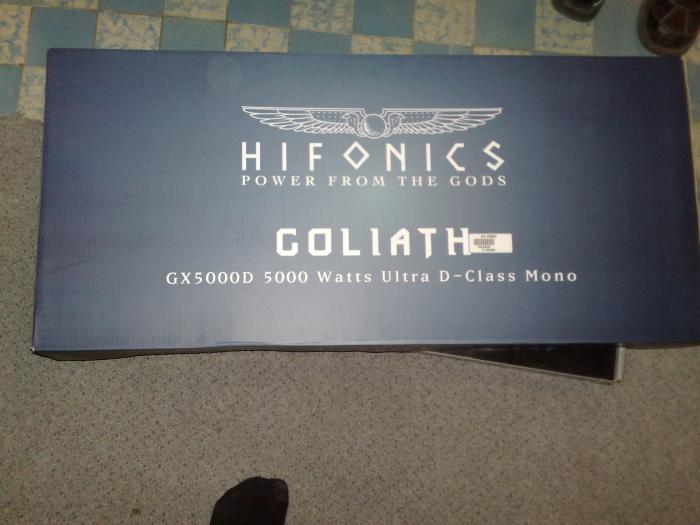 HIFONICS
POWER FROM THE GODS
GOLIATH
GX5000D 5000 Watts Ultra D-Class Mono